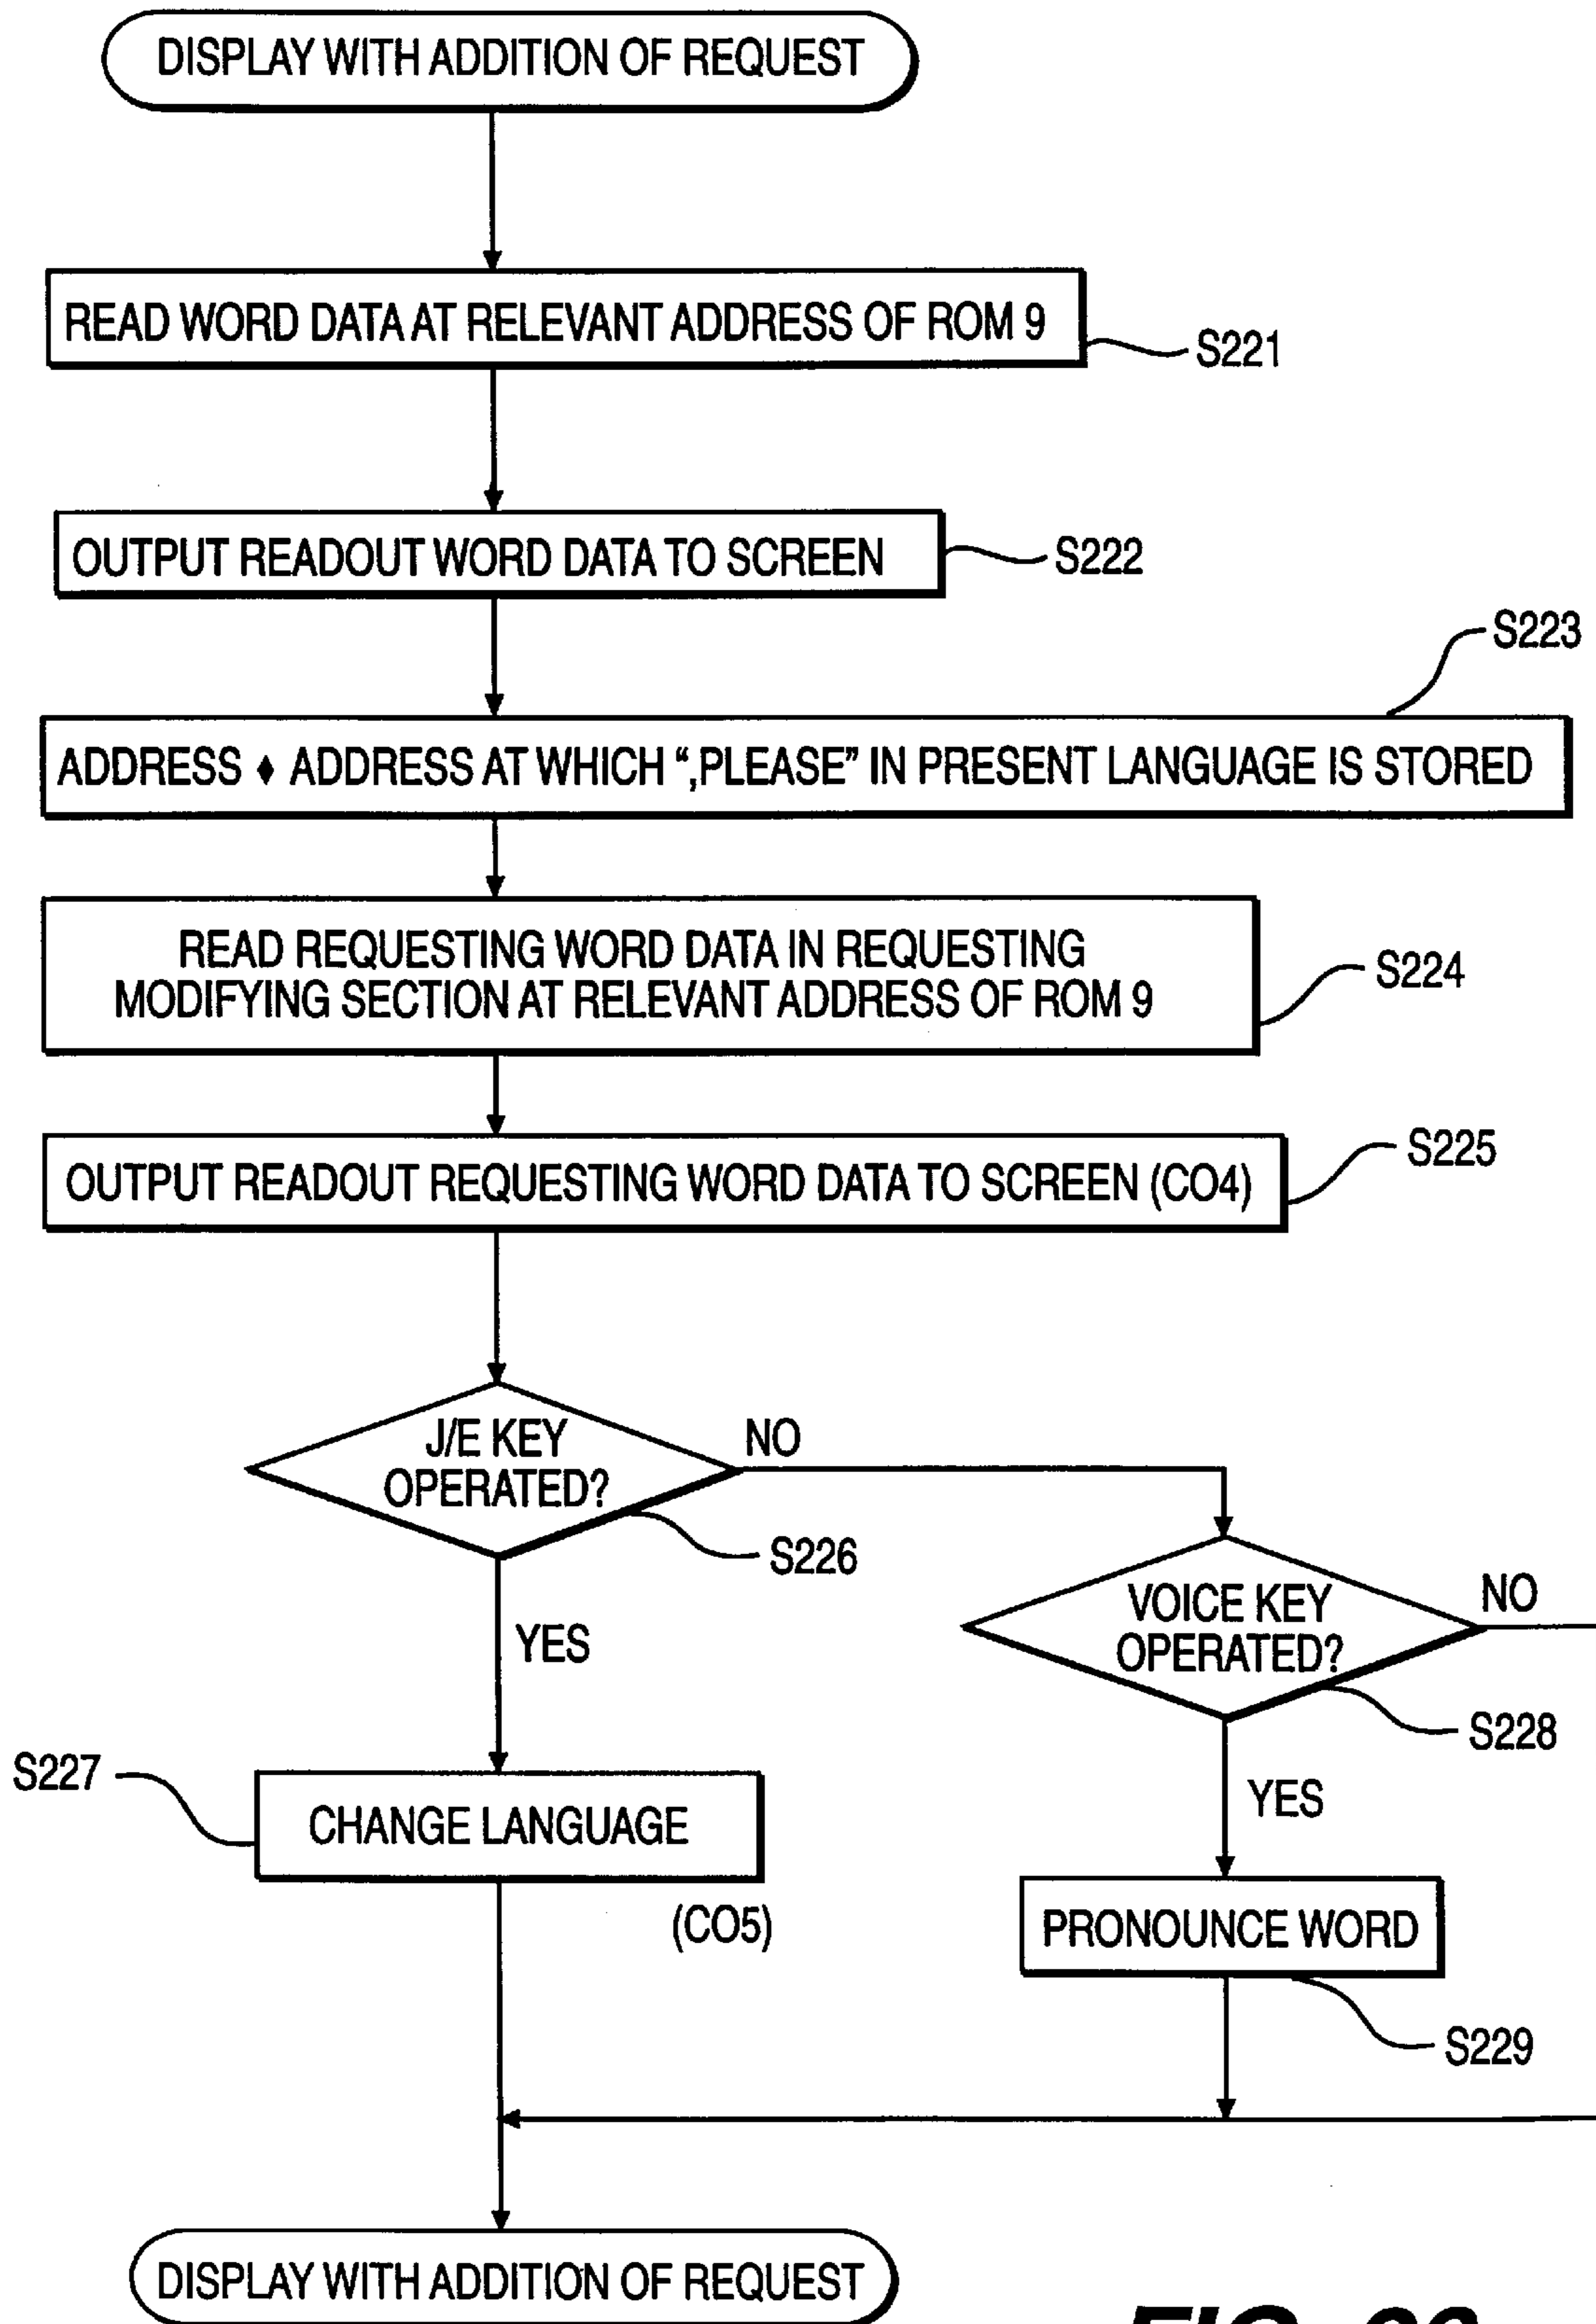 DISPLAY WITH ADDITION OF REQUEST
READ WORD DATA AT RELEVANT ADDRESS OF ROM 9
S221
OUTPUT READOUT WORD DATA TO SCREEN
S222
S223
ADDRESS ♦ ADDRESS AT WHICH “,PLEASE” IN PRESENT LANGUAGE IS STORED
READ REQUESTING WORD DATA IN REQUESTING
MODIFYING SECTION AT RELEVANT ADDRESS OF ROM 9
S224
OUTPUT READOUT REQUESTING WORD DATA TO SCREEN (CO4)
S225
J/E KEY
OPERATED?
NO
S226
YES
VOICE KEY
OPERATED?
NO
S228
YES
S227
CHANGE LANGUAGE
(CO5)
PRONOUNCE WORD
S229
DISPLAY WITH ADDITION OF REQUEST
FIG.